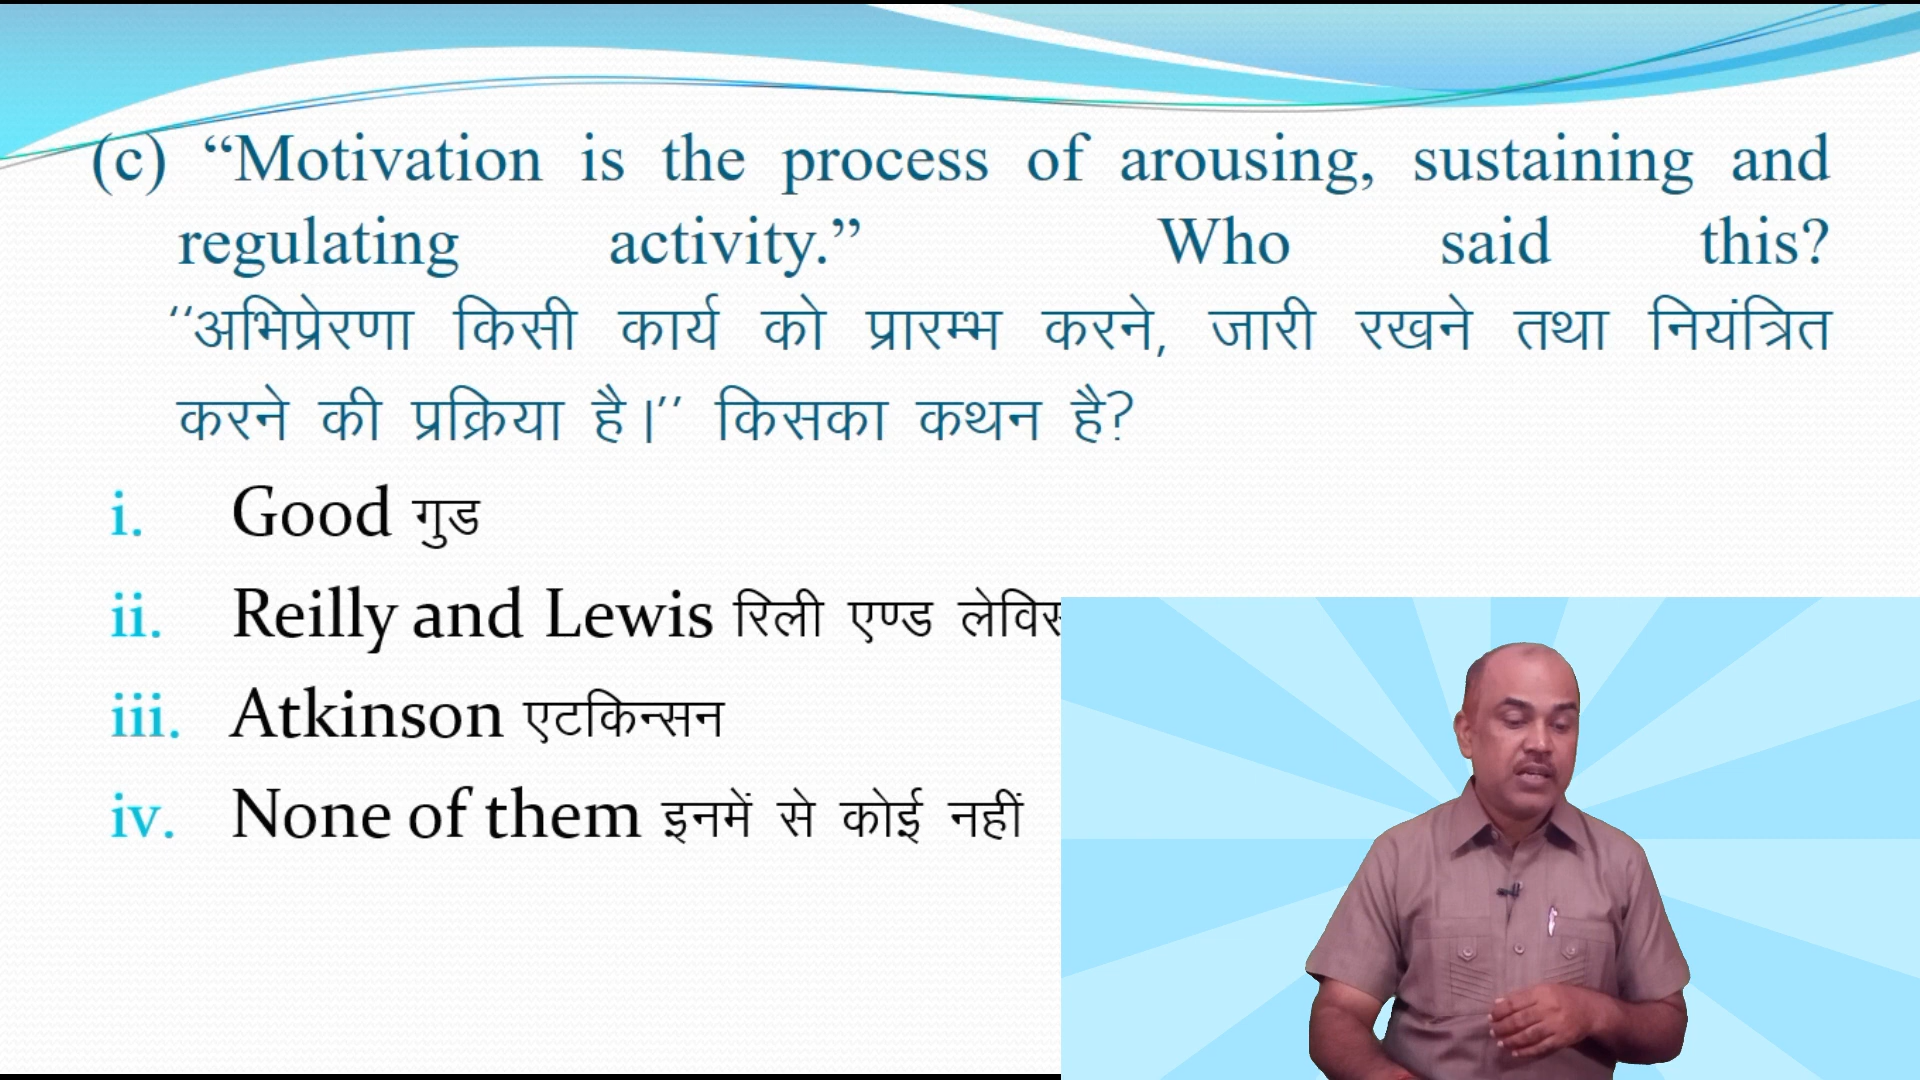 (c) “Motivation is the process of arousing, sustaining and
regulating activity.” Who said this?
‘‘अभिप्रेरणा किसी कार्य को प्रारम्भ करने, जारी रखने तथा नियंत्रित
करने की प्रक्रिया है।’’ किसका कथन है?
i. Good गुड
ii. Reilly and Lewis रिली एण्ड
iii. Atkinson एटकिन्सन
iv. None of them इनमें से कोई नहीं